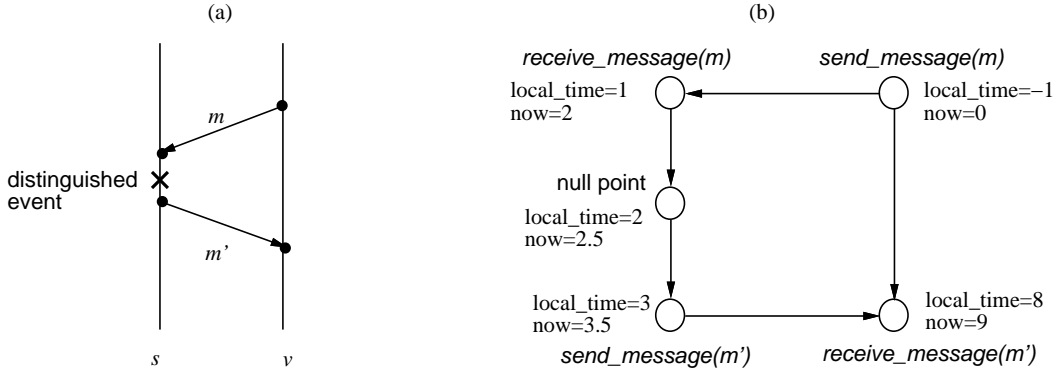 (a)
m
distinguished
event
m'
s
v
(b)
receive_message(m)
send_message(m)
local_time=1
now=2
local_time=−1
now=0
null point
local_time=2
now=2.5
local_time=3
now=3.5
local_time=8
now=9
send_message(m')
receive_message(m')